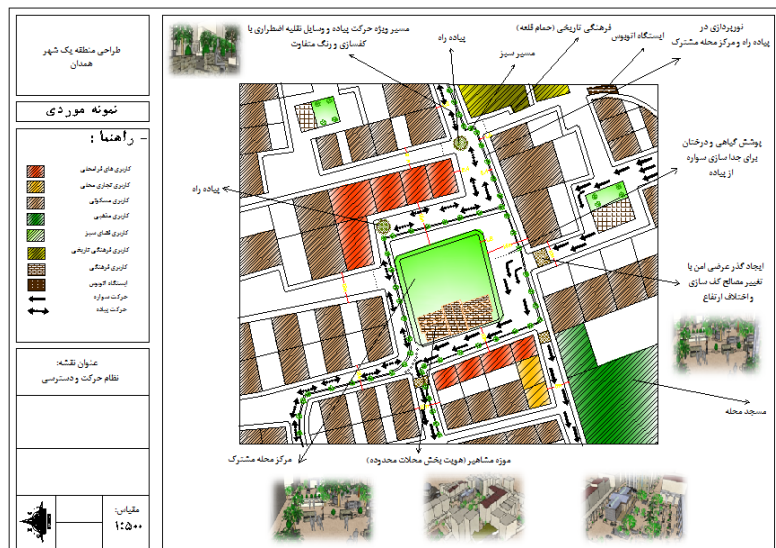 طراحی منطقه یک شهر
همدان
نمونه موردی
- راهنما :
کاربری های فرامحلی
کاربری تجاری محلی
کاربری مسکونی
کاربری مذهبی
کاربری فضای سبز
کاربری فرهنگی تاریخی
کاربری فرهنگی
ایستگاه اتوبوس
حرکت سواره
حرکت پیاده
عنوان نقشه:
نظام حرکت و دسترسی
مقیاس:
۱:۵۰۰
مسیر ویژه حرکت پیاده و وسایل نقلیه اضطراری با
کفسازی و رنگ متفاوت
پیاده راه
مسیر سبز
فرهنگی تاریخی (حمام قلعه)
ایستگاه اتوبوس
نورپردازی در
پیاده راه و مرکز محله مشترک
پوشش گیاهی و درختان
برای جدا سازی سواره
از پیاده
پیاده راه
ایجاد گذر عرضی امن با
تغییر مصالح کف سازی
و اختلاف ارتفاع
مسجد محله
مرکز محله مشترک
موزه مشاهیر (هویت بخش محلات محدوده)